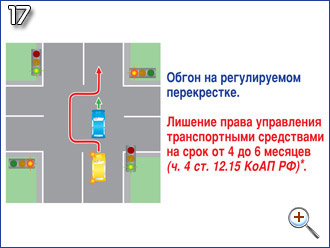 17
Обгон на регулируемом
перекрестке.
Лишение права управления
транспортными средствами
на срок от 4 до 6 месяцев
(ч. 4 ст. 12.15 КоАП РФ)*.